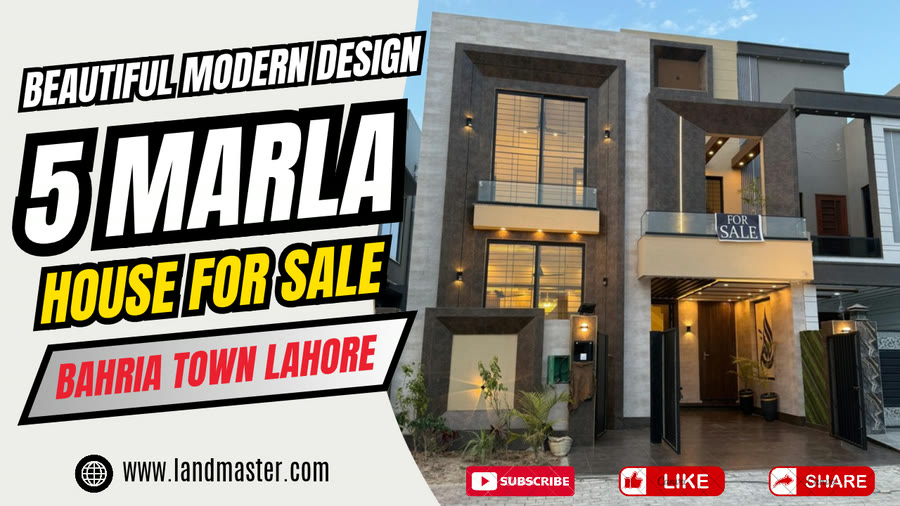 BEAUTIFUL MODERN DESIGN
5 MARLA
HOUSE FOR SALE
BAHRIA TOWN LAHORE
www.landmaster.com
FOR
SALE
SUBSCRIBE
LIKE
SHARE